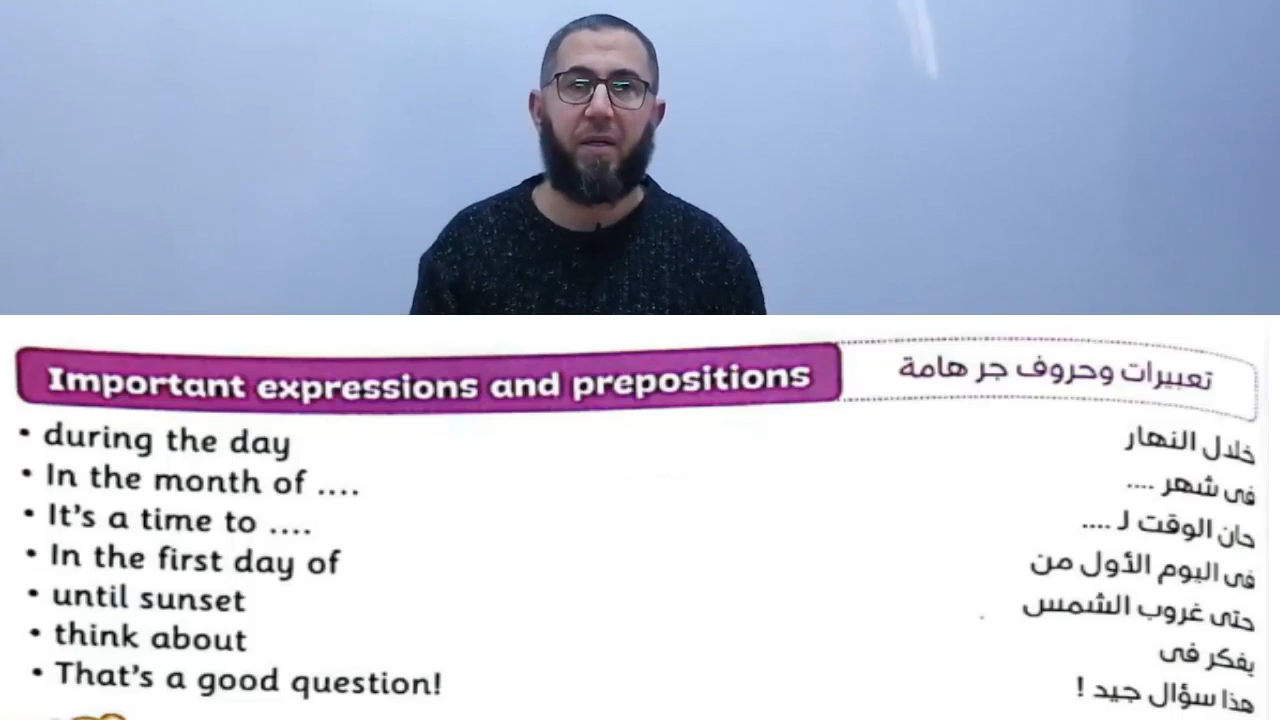 Important expressions and prepositions تعبيرات وحروف جر هامة
• during the day خلال النهار
• In the month of .... فى شهر ....
• It's a time to .... حان الوقت لـ ....
• In the first day of فى اليوم الأول من
• until sunset حتى غروب الشمس
• think about يفكر فى
• That's a good question! هذا سؤال جيد !